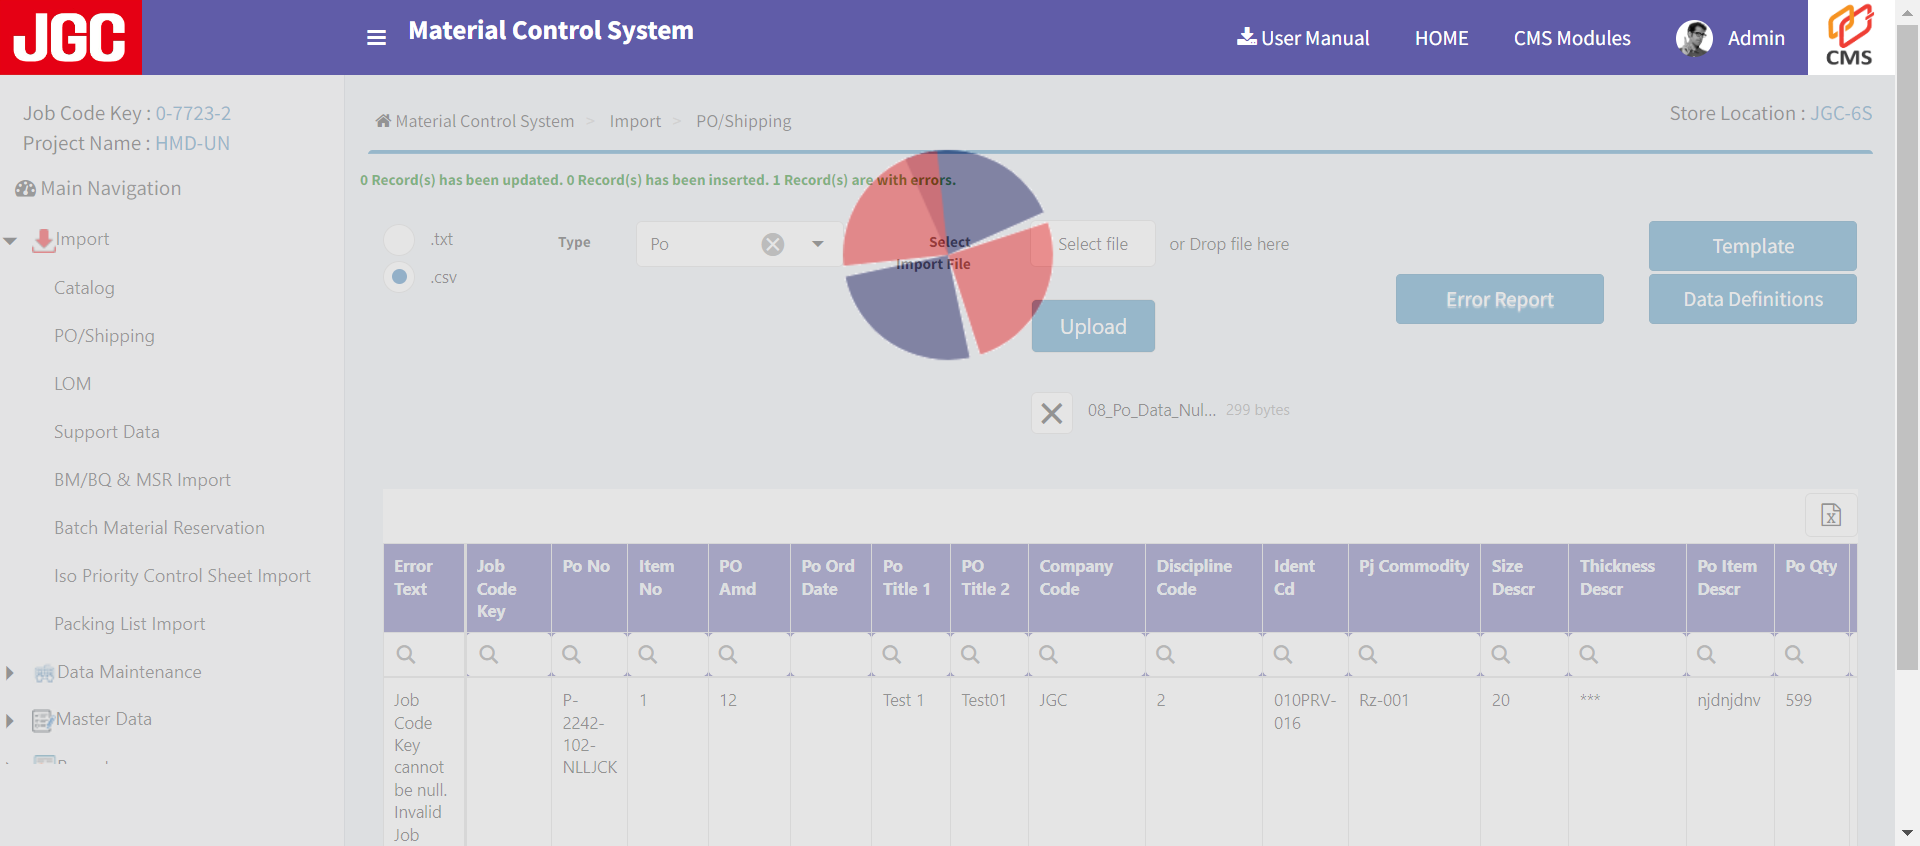 JGC
Material Control System
User Manual
HOME
CMS Modules
Admin
CMS
Job Code Key : 0-7723-2
Project Name : HMD-UN
Main Navigation
Import
Catalog
PO/Shipping
LOM
Support Data
BM/BQ & MSR Import
Batch Material Reservation
Iso Priority Control Sheet Import
Packing List Import
Data Maintenance
Master Data
Material Control System > Import > PO/Shipping
Store Location : JGC-6S
0 Record(s) has been updated. 0 Record(s) has been inserted. 1 Record(s) are with errors.
.txt
.csv
Type
Po
Select
Import File
Select file
or Drop file here
Upload
Template
Error Report
Data Definitions
08_Po_Data_Nul... 299 bytes
Error
Text
Job
Code
Key
Po No
Item
No
PO
Amd
Po Ord
Date
Po
Title 1
PO
Title 2
Company
Code
Discipline
Code
Ident
Cd
Pj Commodity
Size
Descr
Thickness
Descr
Po Item
Descr
Po Qty
Job
Code
Key
cannot
be null.
Invalid
Job
P-
2242-
102-
NLLJCK
1
12
Test 1
Test01
JGC
2
010PRV-
016
Rz-001
20
***
njdnjdnv
599